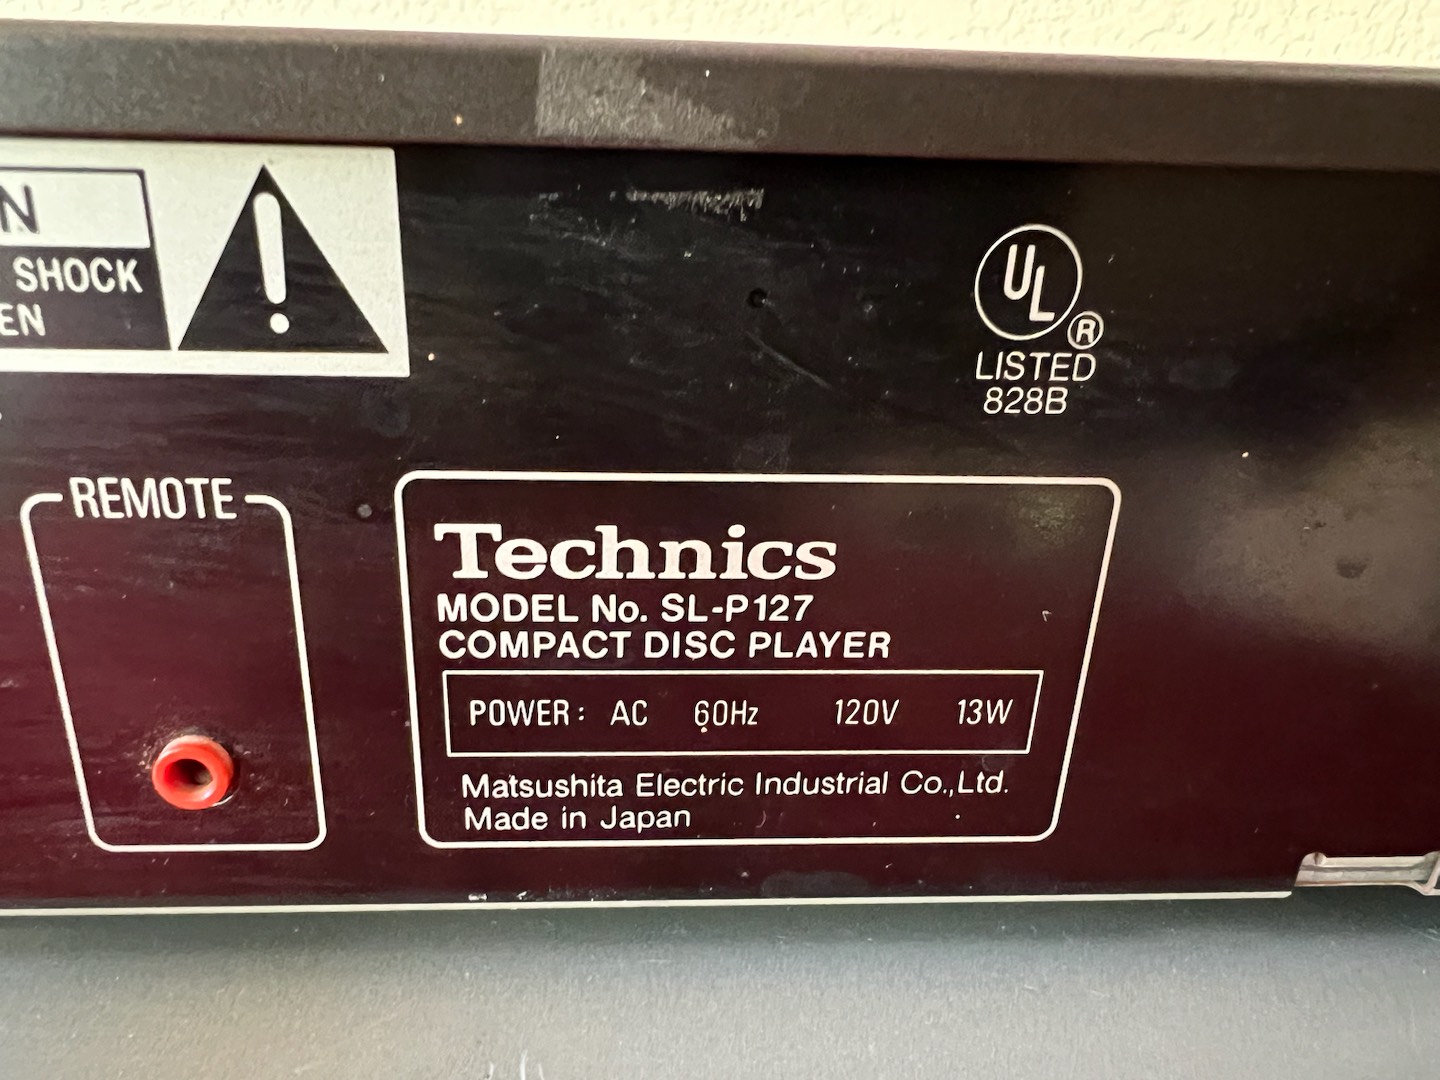 N
SHOCK
EN
UL
®
LISTED
828B
REMOTE
Technics
MODEL No. SL-P127
COMPACT DISC PLAYER
POWER: AC 60Hz 120V 13W
Matsushita Electric Industrial Co.,Ltd.
Made in Japan